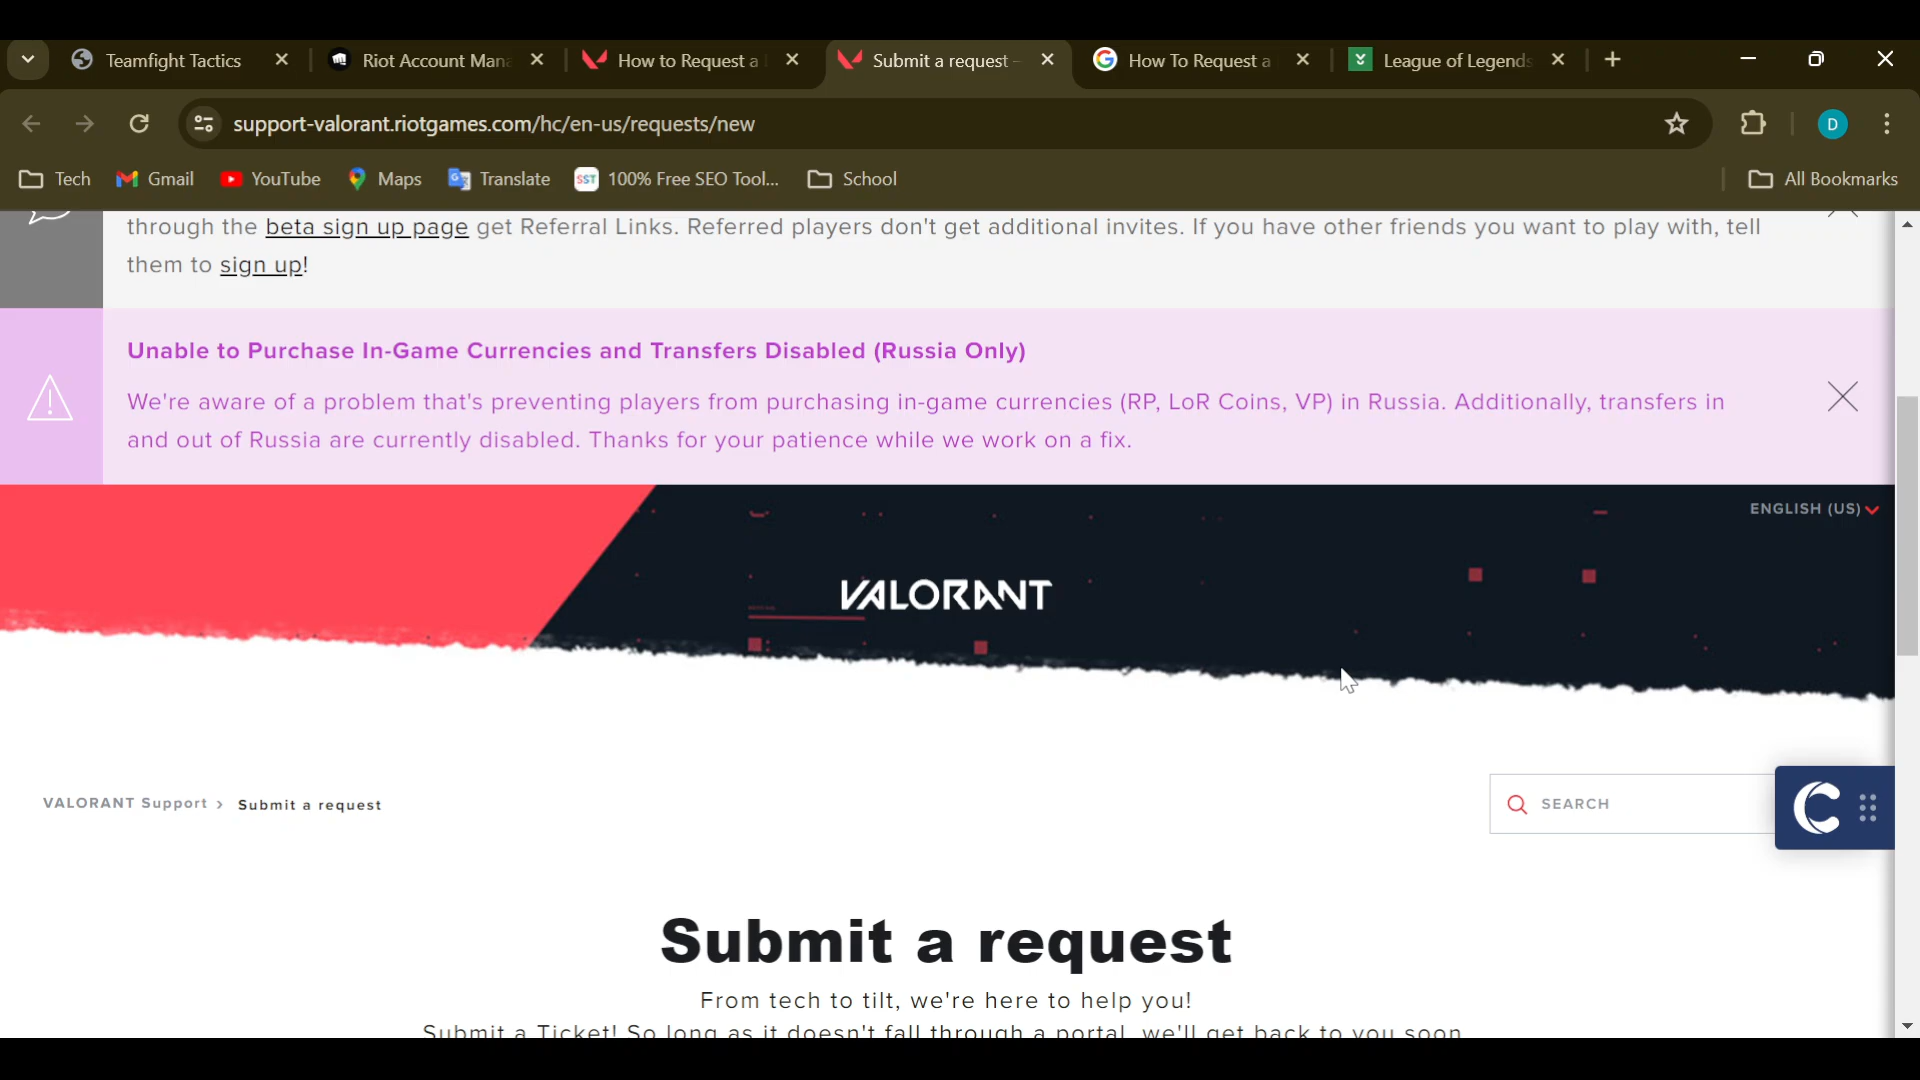 Teamfight Tactics
Riot Account Mana
How to Request a
Submit a request -
How To Request a
League of Legends
support-valorant.riotgames.com/hc/en-us/requests/new
D
Tech
Gmail
YouTube
Maps
Translate
SST
100% Free SEO Tool...
School
All Bookmarks
through the beta sign up page get Referral Links. Referred players don't get additional invites. If you have other friends you want to play with, tell
them to sign up!
Unable to Purchase In-Game Currencies and Transfers Disabled (Russia Only)
We're aware of a problem that's preventing players from purchasing in-game currencies (RP, LoR Coins, VP) in Russia. Additionally, transfers in
and out of Russia are currently disabled. Thanks for your patience while we work on a fix.
ENGLISH (US)
VALORANT
VALORANT Support > Submit a request
SEARCH
Submit a request
From tech to tilt, we're here to help you!
Submit a Ticket! So long as it doesn't fall through a portal, we'll get back to you soon